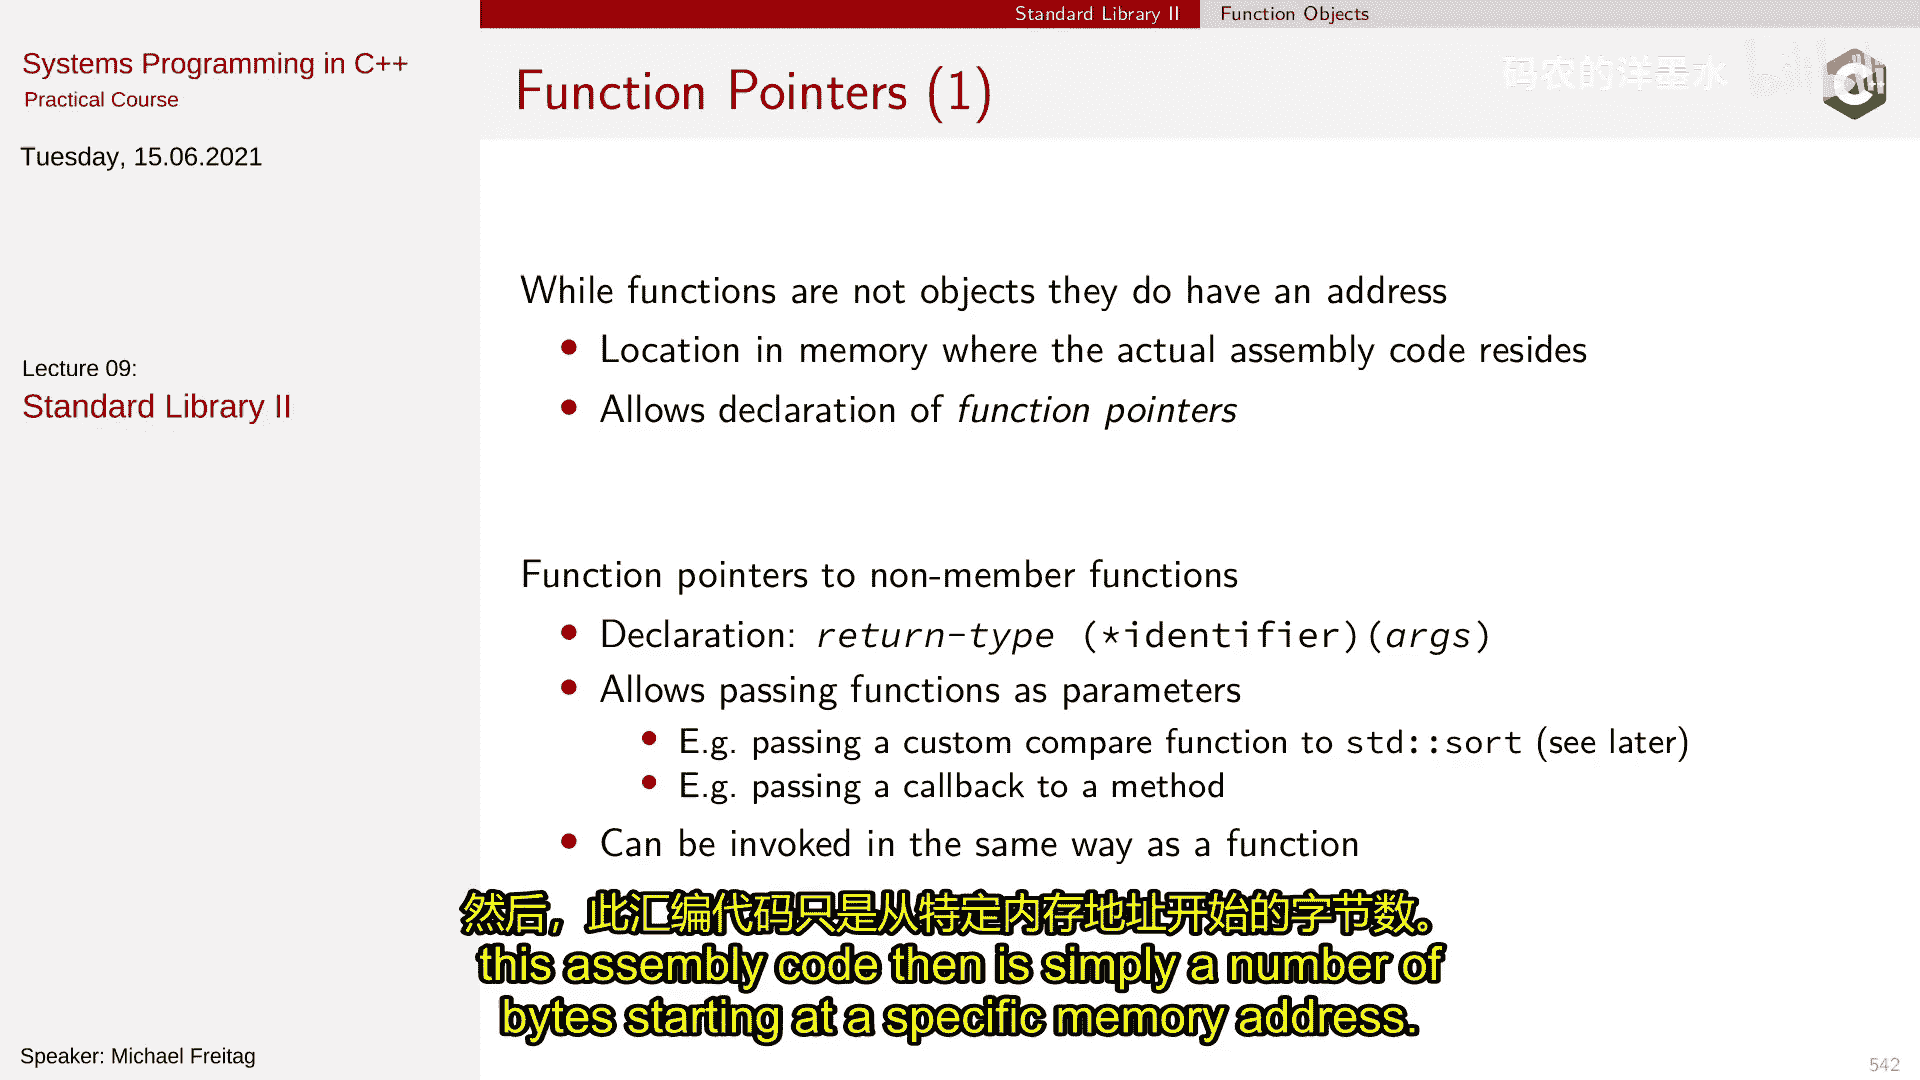 Standard Library II
Function Objects
Systems Programming in C++
Practical Course
Tuesday, 15.06.2021
Lecture 09:
Standard Library II
Speaker: Michael Freitag
Function Pointers (1)
码农的洋墨水
While functions are not objects they do have an address
Location in memory where the actual assembly code resides
Allows declaration of function pointers
Function pointers to non-member functions
Declaration: return-type (*identifier)(args)
Allows passing functions as parameters
E.g. passing a custom compare function to std::sort (see later)
E.g. passing a callback to a method
Can be invoked in the same way as a function
然后，此汇编代码只是从特定内存地址开始的字节数。
this assembly code then is simply a number of
bytes starting at a specific memory address.
542